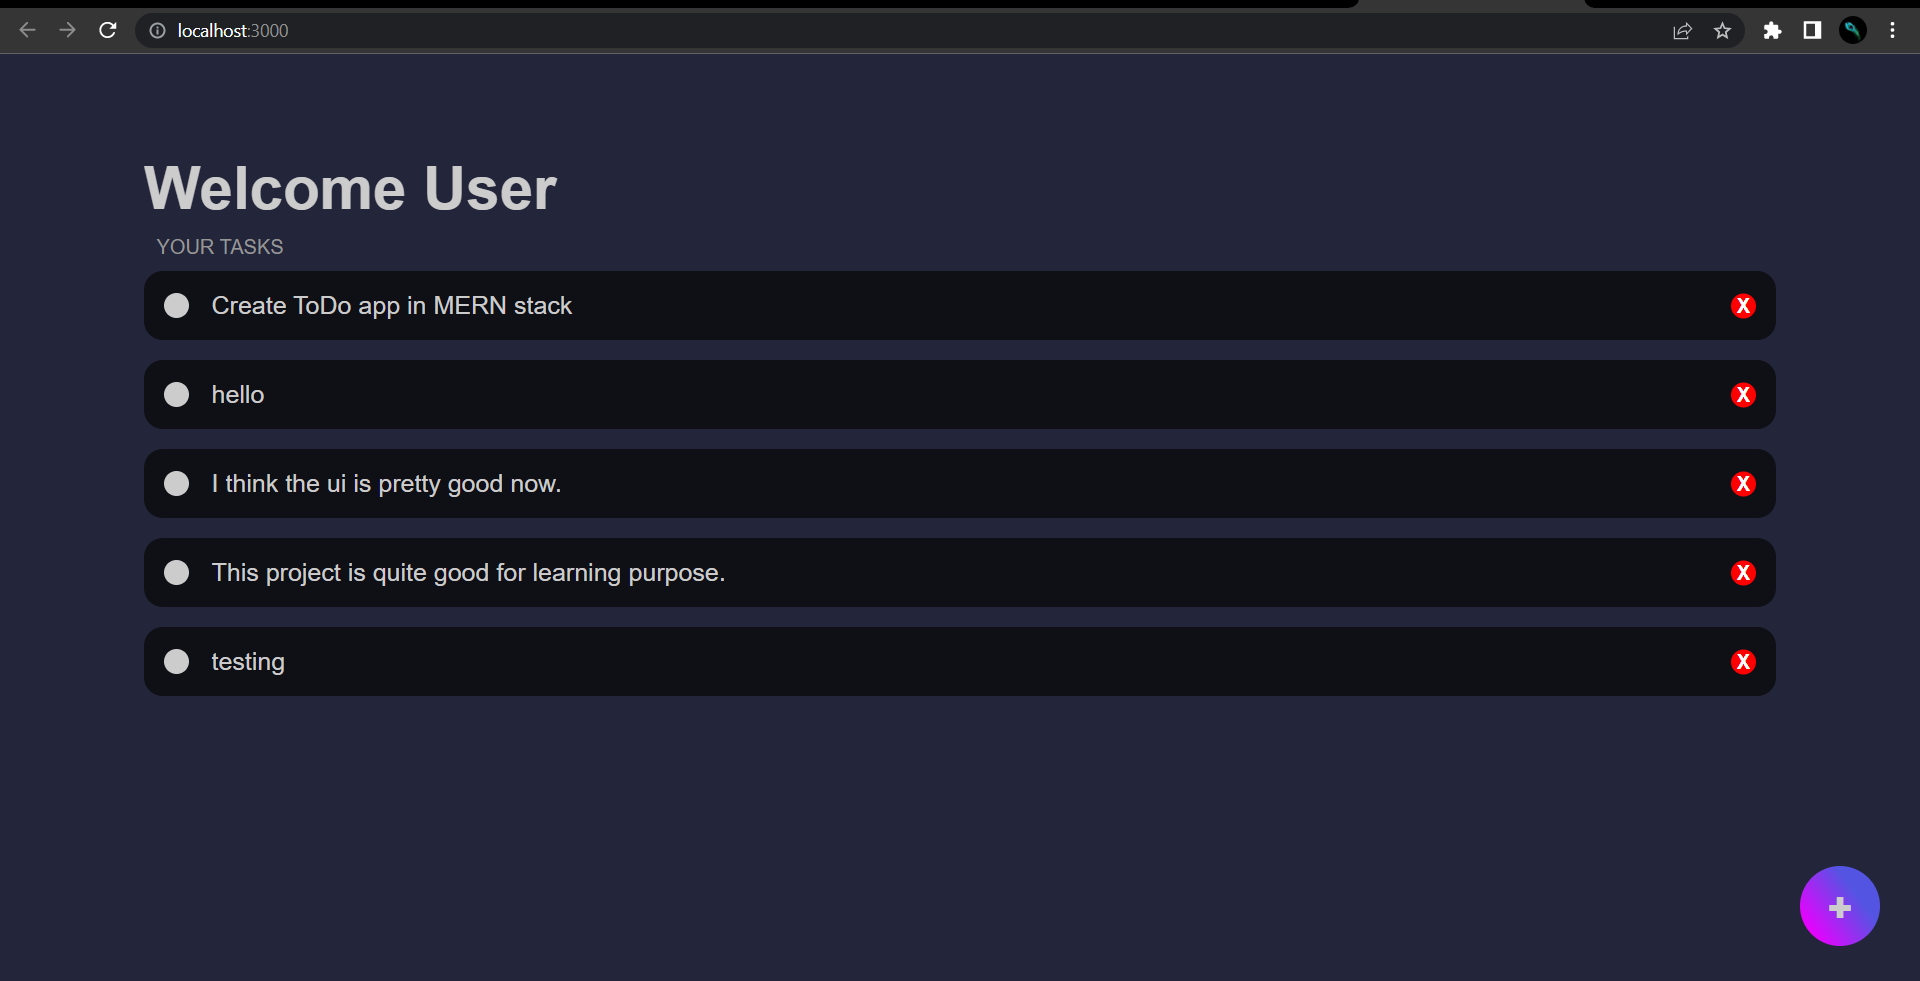 localhost:3000
Welcome User
YOUR TASKS
Create ToDo app in MERN stack X
hello X
I think the ui is pretty good now. X
This project is quite good for learning purpose. X
testing X
+